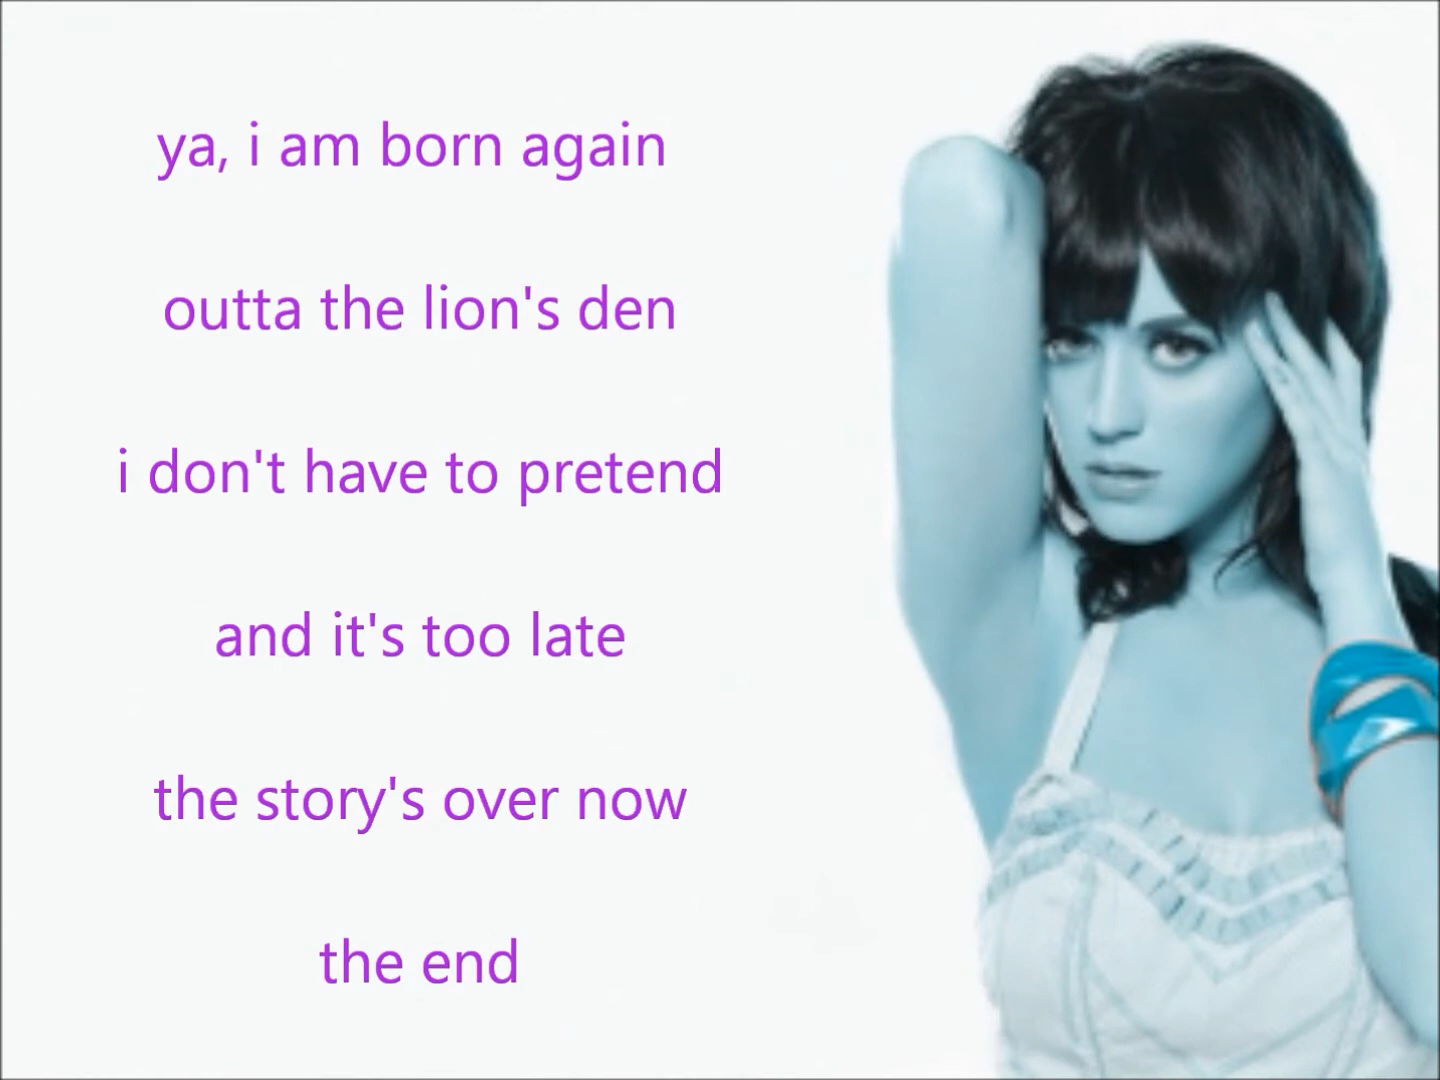 ya, i am born again
outta the lion's den
i don't have to pretend
and it's too late
the story's over now
the end